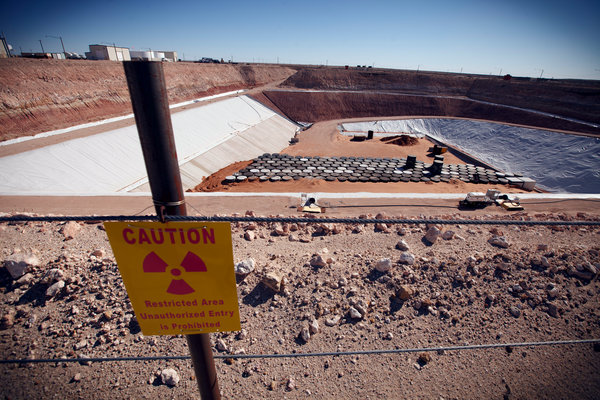 CAUTION
Restricted Area
Unauthorized Entry
is Prohibited